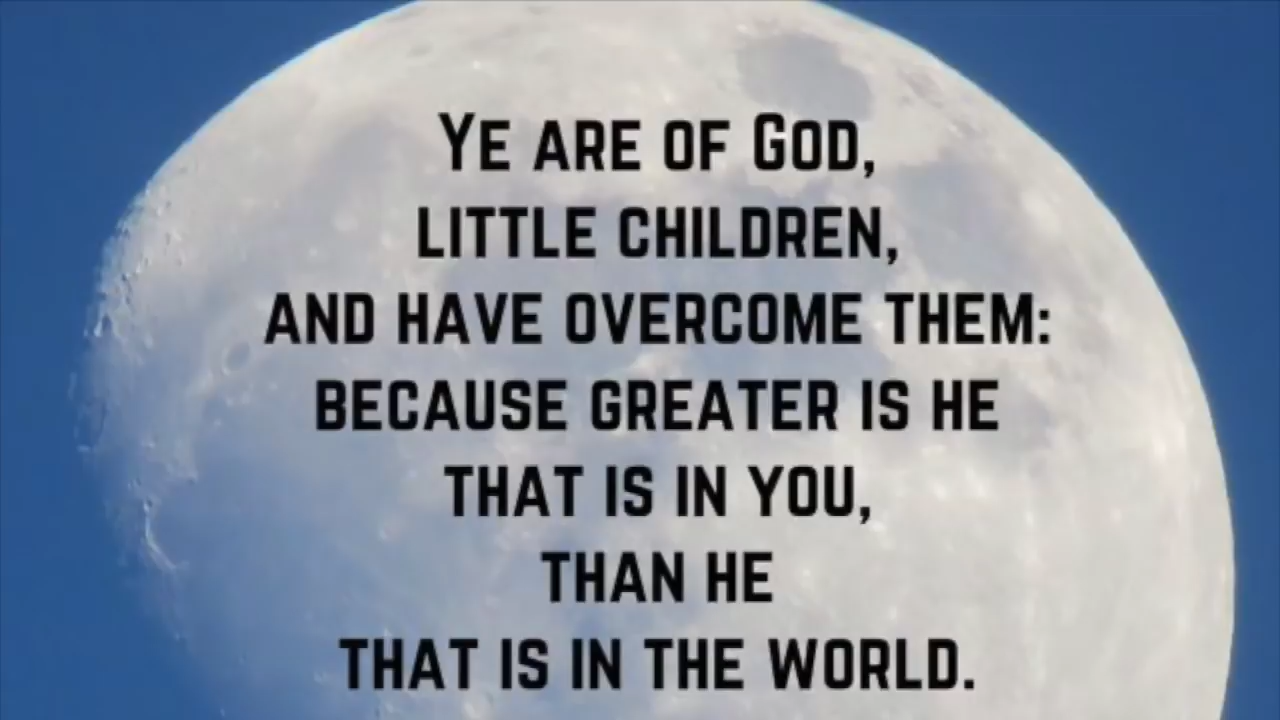 Ye are of God,
little children,
and have overcome them:
because greater is he
that is in you,
than he
that is in the world.